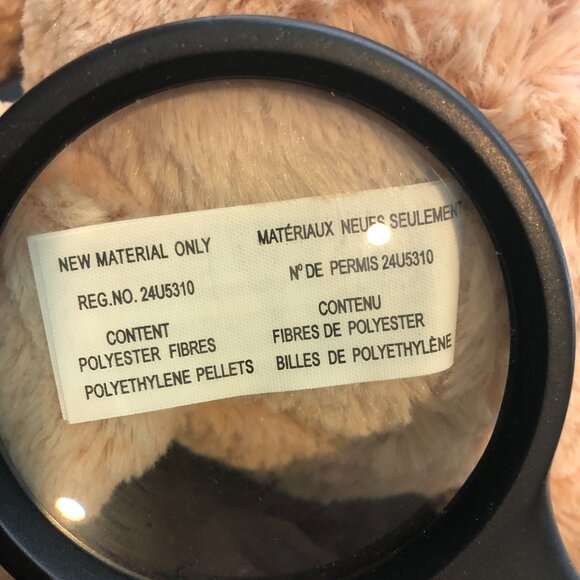 NEW MATERIAL ONLY
REG.NO. 24U5310
CONTENT
POLYESTER FIBRES
POLYETHYLENE PELLETS
MATÉRIAUX NEUFS SEULEMENT
Nº DE PERMIS 24U5310
CONTENU
FIBRES DE POLYESTER
BILLES DE POLYETHYLÈNE